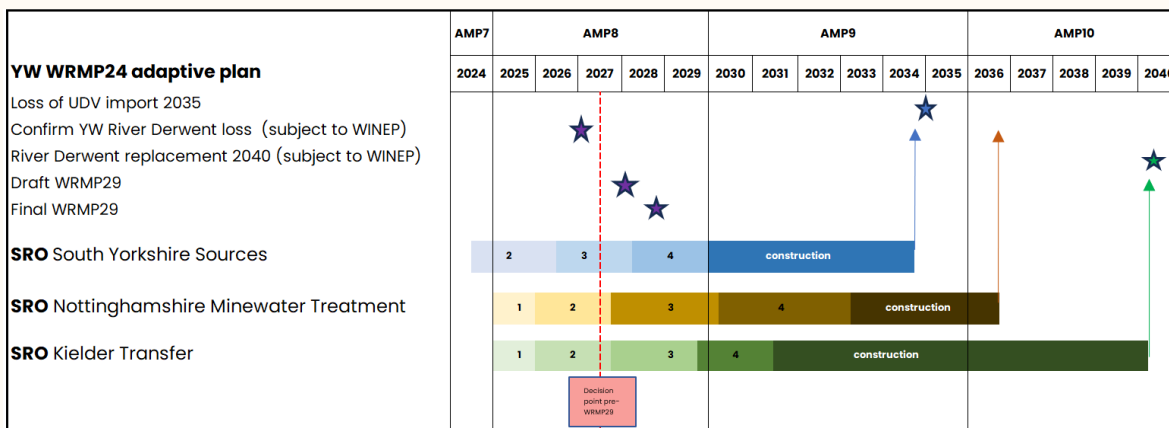 AMP7 AMP8 AMP9 AMP10
YW WRMP24 adaptive plan 2024 2025 2026 2027 2028 2029 2030 2031 2032 2033 2034 2035 2036 2037 2038 2039 2040
Loss of UDV import 2035
Confirm YW River Derwent loss (subject to WINEP)
River Derwent replacement 2040 (subject to WINEP)
Draft WRMP29
Final WRMP29
SRO South Yorkshire Sources 2 3 4 construction
SRO Nottinghamshire Minewater Treatment 1 2 3 4 construction
SRO Kielder Transfer 1 2 3 4 construction
Decision
point pre-
WRMP29